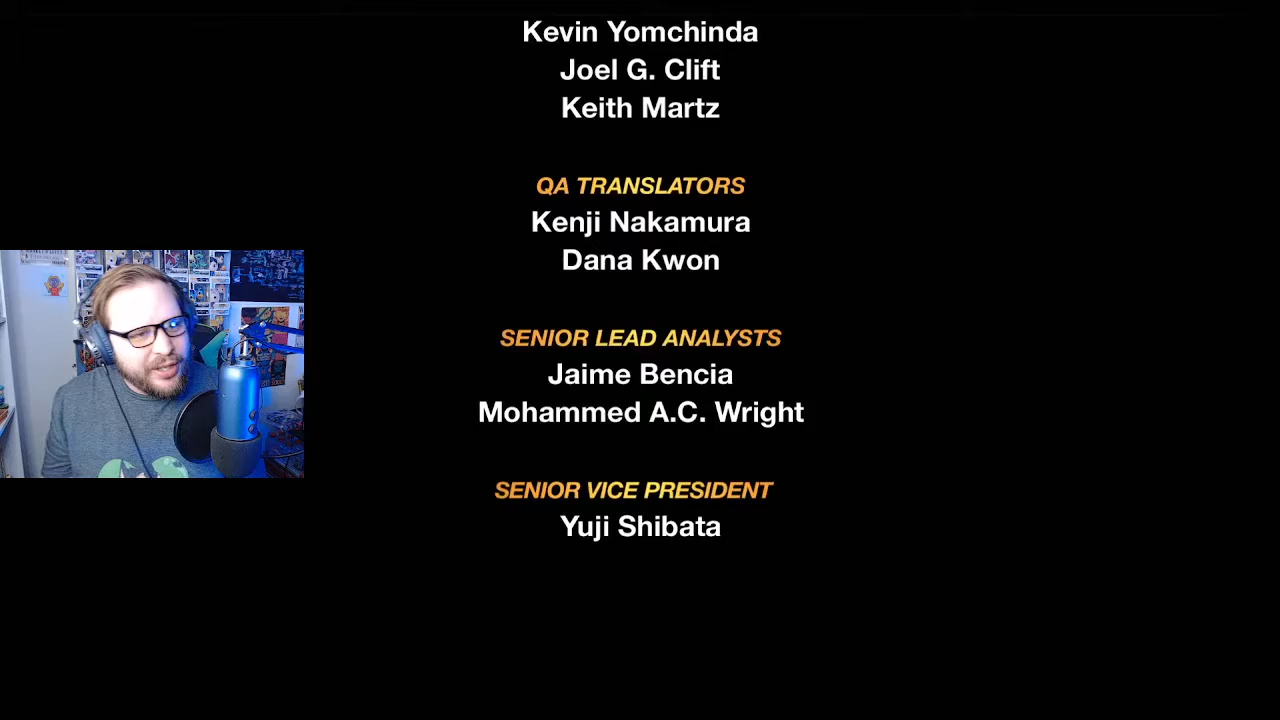 Kevin Yomchinda
Joel G. Clift
Keith Martz
QA TRANSLATORS
Kenji Nakamura
Dana Kwon
SENIOR LEAD ANALYSTS
Jaime Bencia
Mohammed A.C. Wright
SENIOR VICE PRESIDENT
Yuji Shibata